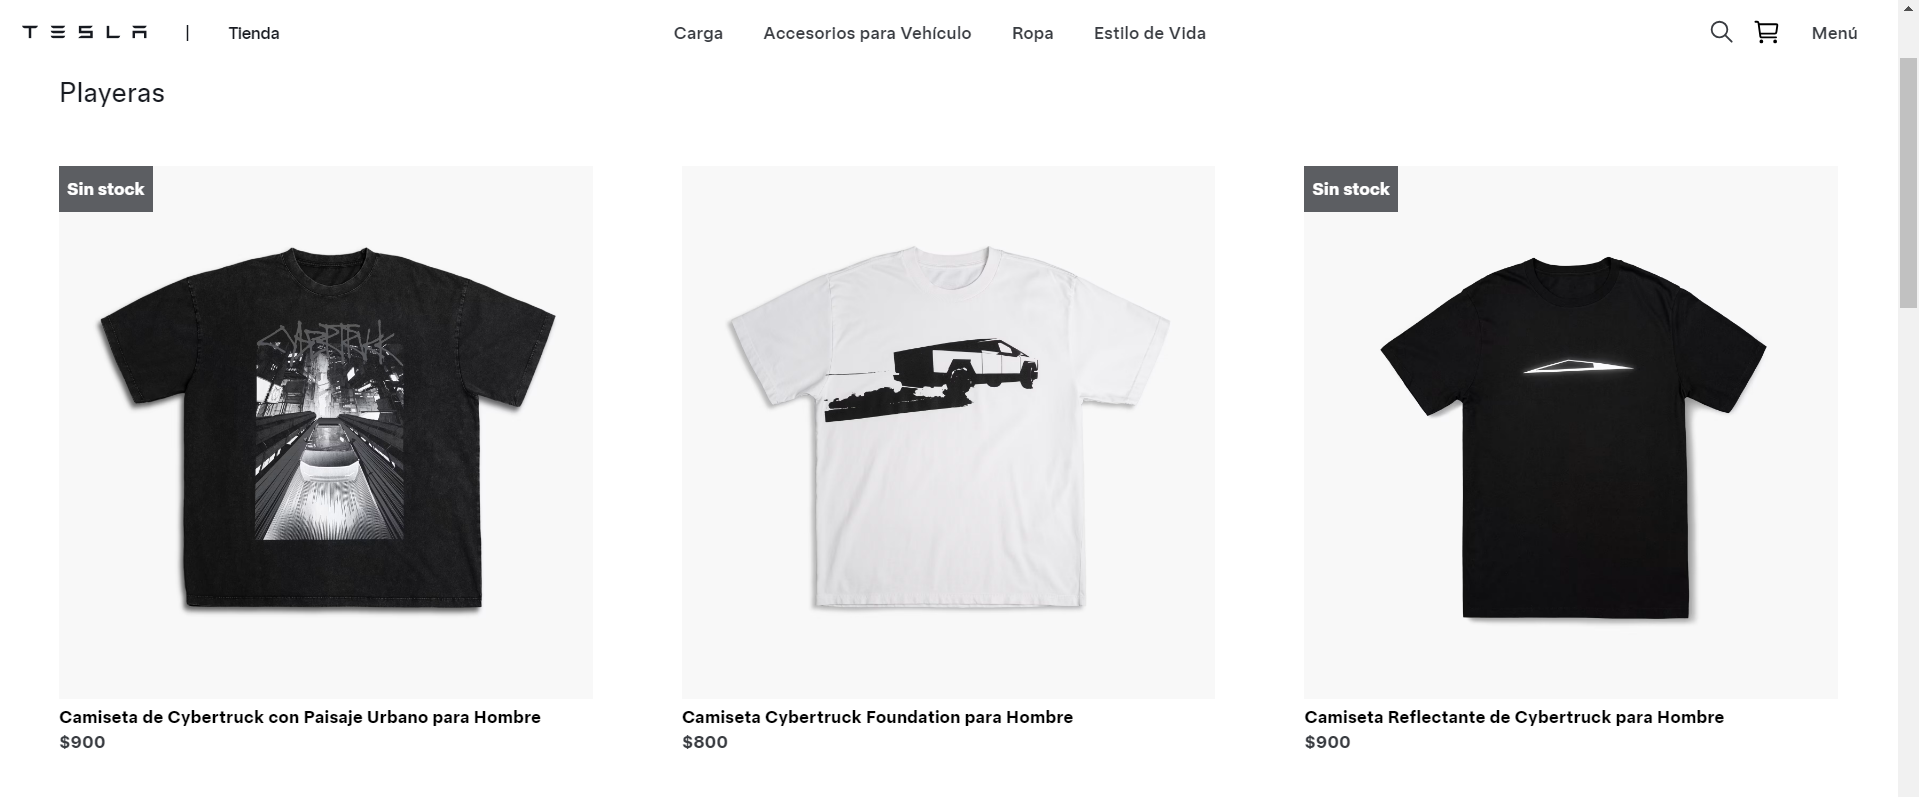 TESLA | Tienda Carga Accesorios para Vehículo Ropa Estilo de Vida Menú
Playeras
Sin stock
Sin stock
CYBERTRUCK
Camiseta de Cybertruck con Paisaje Urbano para Hombre
$900
Camiseta Cybertruck Foundation para Hombre
$800
Camiseta Reflectante de Cybertruck para Hombre
$900